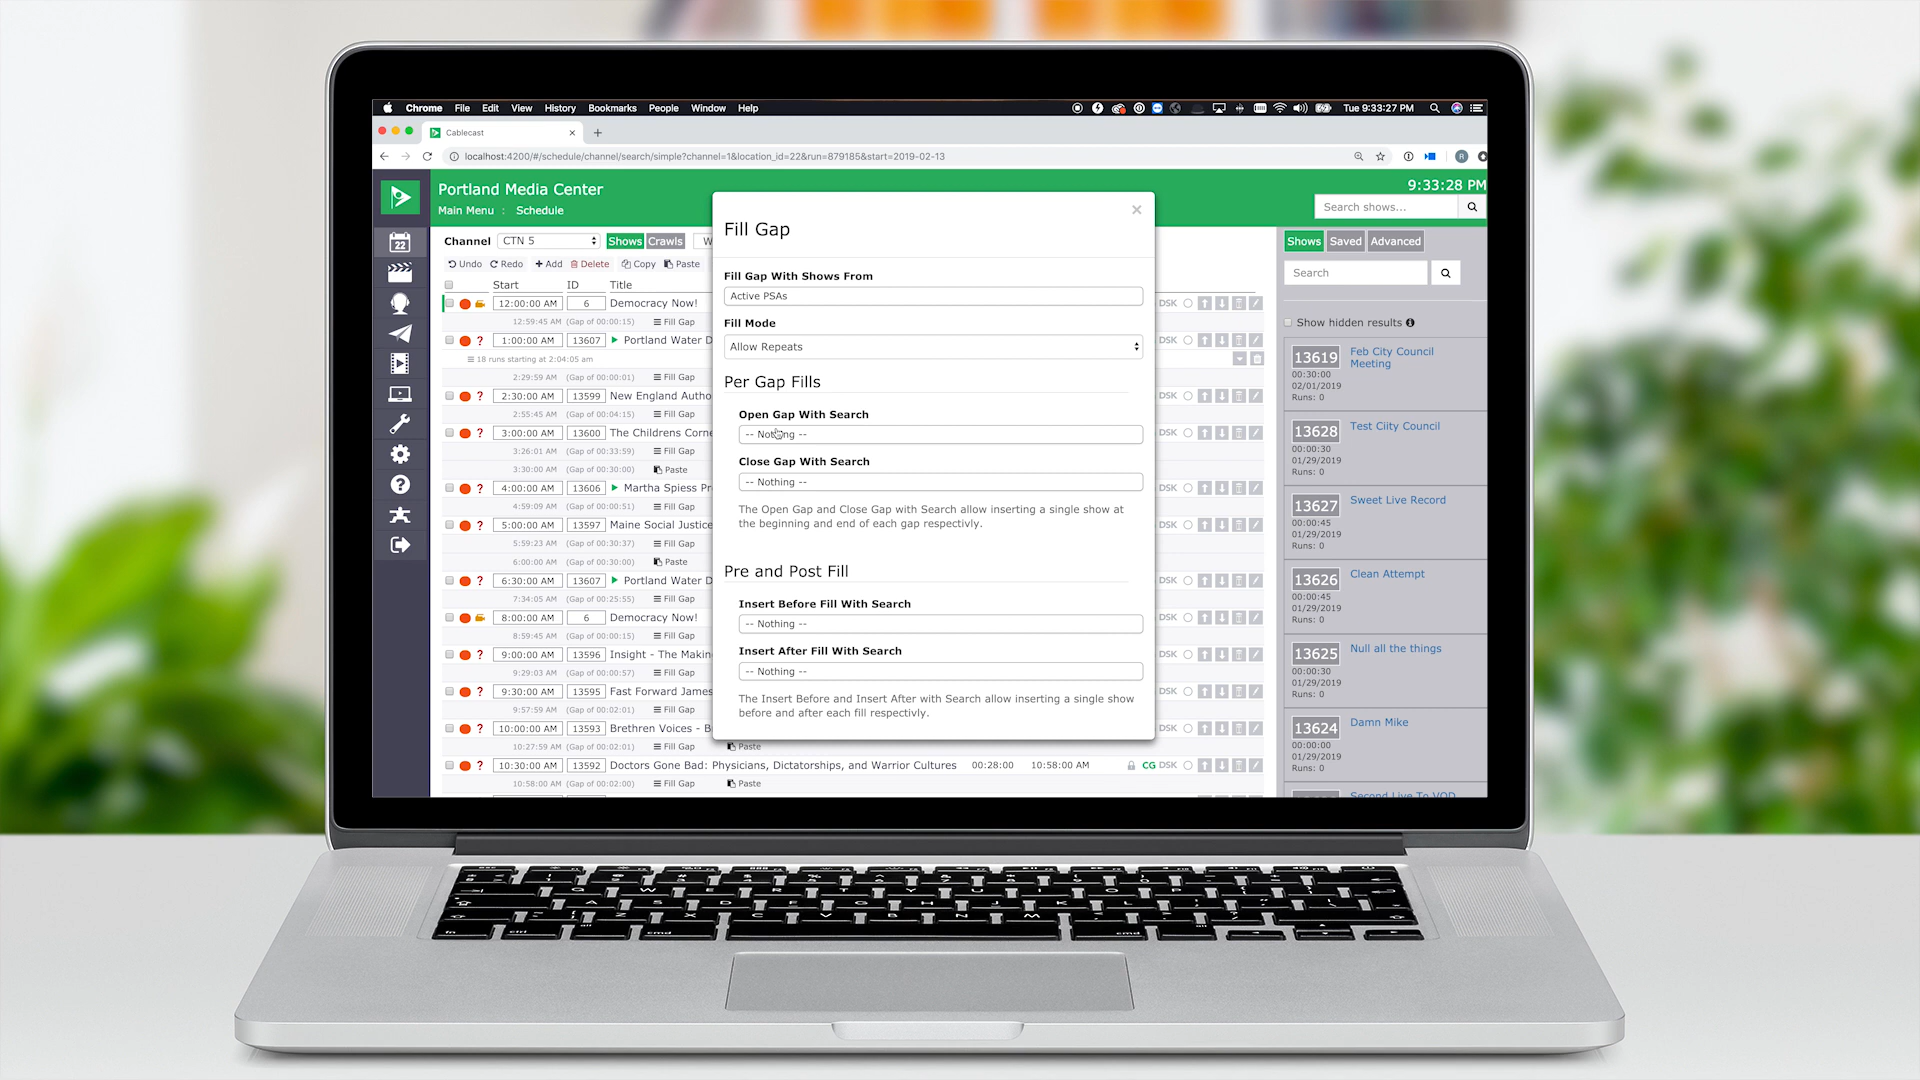 Chrome File Edit View History Bookmarks People Window Help Tue 9:33:27 PM
Cablecast
localhost:4200/#/schedule/channel/search/simple?channel=1&location_id=22&run=879185&start=2019-02-13
Portland Media Center
9:33:28 PM
Main Menu : Schedule
Search shows...
Channel CTN 5 Shows Crawls W
Undo Redo Add Delete Copy Paste
Start ID Title
12:00:00 AM 6 Democracy Now! DSK
12:59:45 AM (Gap of 00:00:15) Fill Gap
1:00:00 AM 13607 Portland Water D DSK
18 runs starting at 2:04:05 am
2:29:59 AM (Gap of 00:00:01) Fill Gap
2:30:00 AM 13599 New England Autho DSK
2:55:45 AM (Gap of 00:04:15) Fill Gap
3:00:00 AM 13600 The Childrens Corne DSK
3:26:01 AM (Gap of 00:33:59) Fill Gap
3:30:00 AM (Gap of 00:30:00) Paste
4:00:00 AM 13606 Martha Spiess Pr DSK
4:59:09 AM (Gap of 00:00:51) Fill Gap
5:00:00 AM 13597 Maine Social Justice DSK
5:59:23 AM (Gap of 00:30:37) Fill Gap
6:00:00 AM (Gap of 00:30:00) Paste
6:30:00 AM 13607 Portland Water D DSK
7:34:05 AM (Gap of 00:25:55) Fill Gap
8:00:00 AM 6 Democracy Now! DSK
8:59:45 AM (Gap of 00:00:15) Fill Gap
9:00:00 AM 13596 Insight - The Makin DSK
9:29:03 AM (Gap of 00:00:57) Fill Gap
9:30:00 AM 13595 Fast Forward James DSK
9:57:59 AM (Gap of 00:02:01) Fill Gap
10:00:00 AM 13593 Brethren Voices - B DSK
10:27:59 AM (Gap of 00:02:01) Fill Gap Paste
10:30:00 AM 13592 Doctors Gone Bad: Physicians, Dictatorships, and Warrior Cultures 00:28:00 10:58:00 AM CG DSK
10:58:00 AM (Gap of 00:02:00) Fill Gap Paste
Fill Gap
Fill Gap With Shows From
Active PSAs
Fill Mode
Allow Repeats
Per Gap Fills
Open Gap With Search
-- Nothing --
Close Gap With Search
-- Nothing --
The Open Gap and Close Gap with Search allow inserting a single show at
the beginning and end of each gap respectivly.
Pre and Post Fill
Insert Before Fill With Search
-- Nothing --
Insert After Fill With Search
-- Nothing --
The Insert Before and Insert After with Search allow inserting a single show
before and after each fill respectivly.
Shows Saved Advanced
Search
Show hidden results
13619 Feb City Council
Meeting
00:30:00
02/01/2019
Runs: 0
13628 Test Ciity Council
00:00:30
01/29/2019
Runs: 0
13627 Sweet Live Record
00:00:45
01/29/2019
Runs: 0
13626 Clean Attempt
00:00:45
01/29/2019
Runs: 0
13625 Null all the things
00:00:30
01/29/2019
Runs: 0
13624 Damn Mike
00:00:00
01/29/2019
Runs: 0
Second Live To VOD